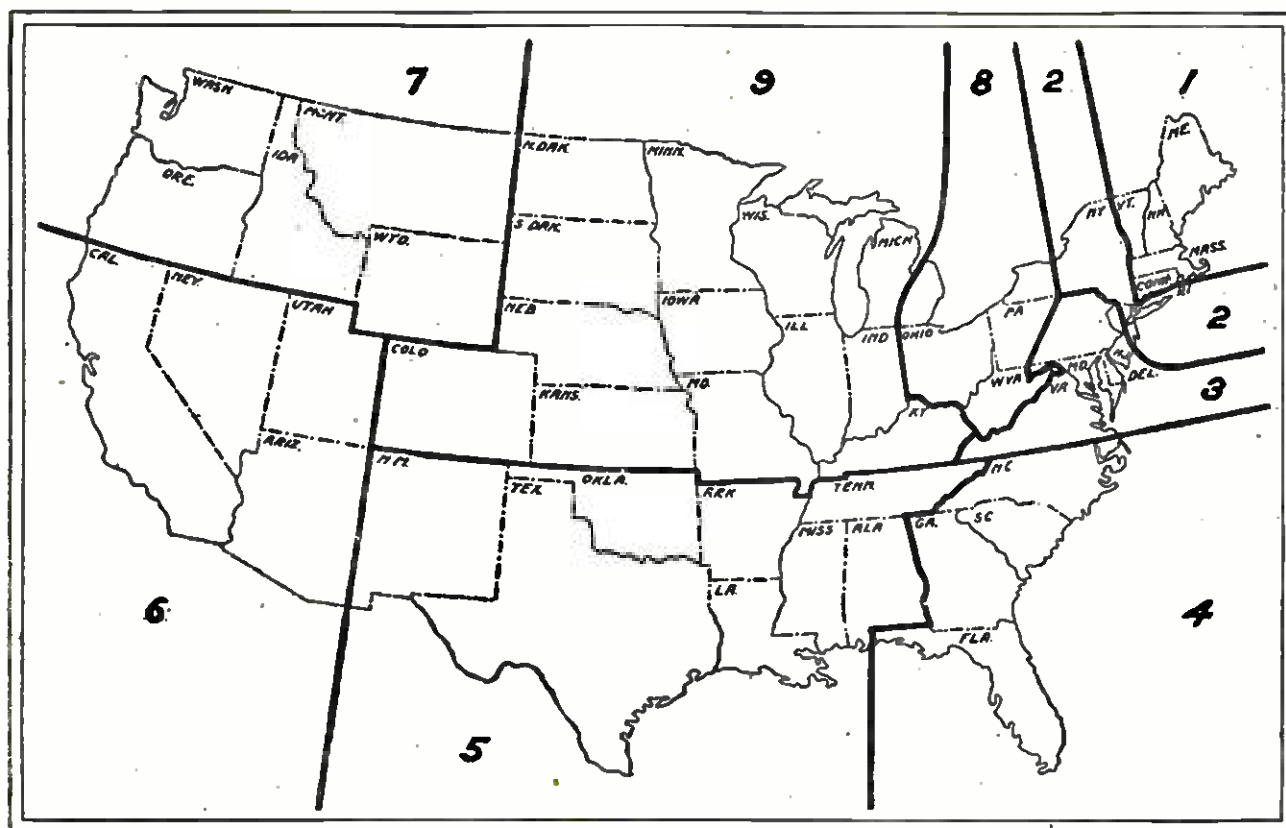 7
9
8
2
1
WASH
MONT.
IDA
ORE.
N.DAK.
MINN.
ME.
S DAK.
WYO.
WIS.
MICH
NY
VT.
NH
MASS.
CONN
RI
CAL.
NEV.
UTAH
NEB
IOWA
ILL
IND
OHIO
PA
2
COLO
KANS.
MO.
W.VA
MD.
VA
DEL.
3
KY
ARIZ.
N M.
TEX.
OKLA.
ARK
TENN.
N C
MISS
ALA
GA.
SC
LA.
FLA.
6
4
5